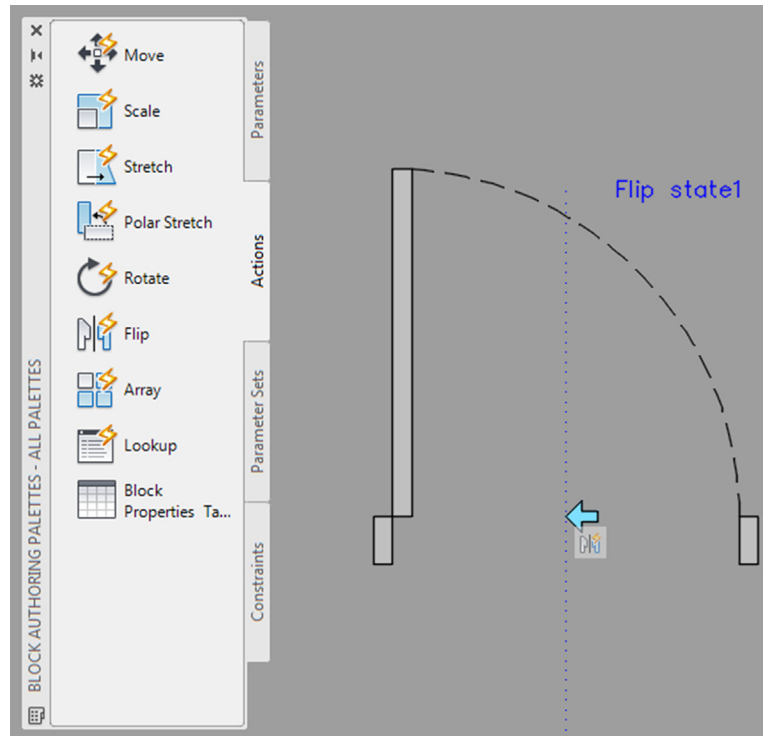 Move
Scale
Stretch
Polar Stretch
Rotate
Flip
Array
Lookup
Block
Properties Ta...
Parameters
Actions
Parameter Sets
Constraints
BLOCK AUTHORING PALETTES - ALL PALETTES
Flip state1